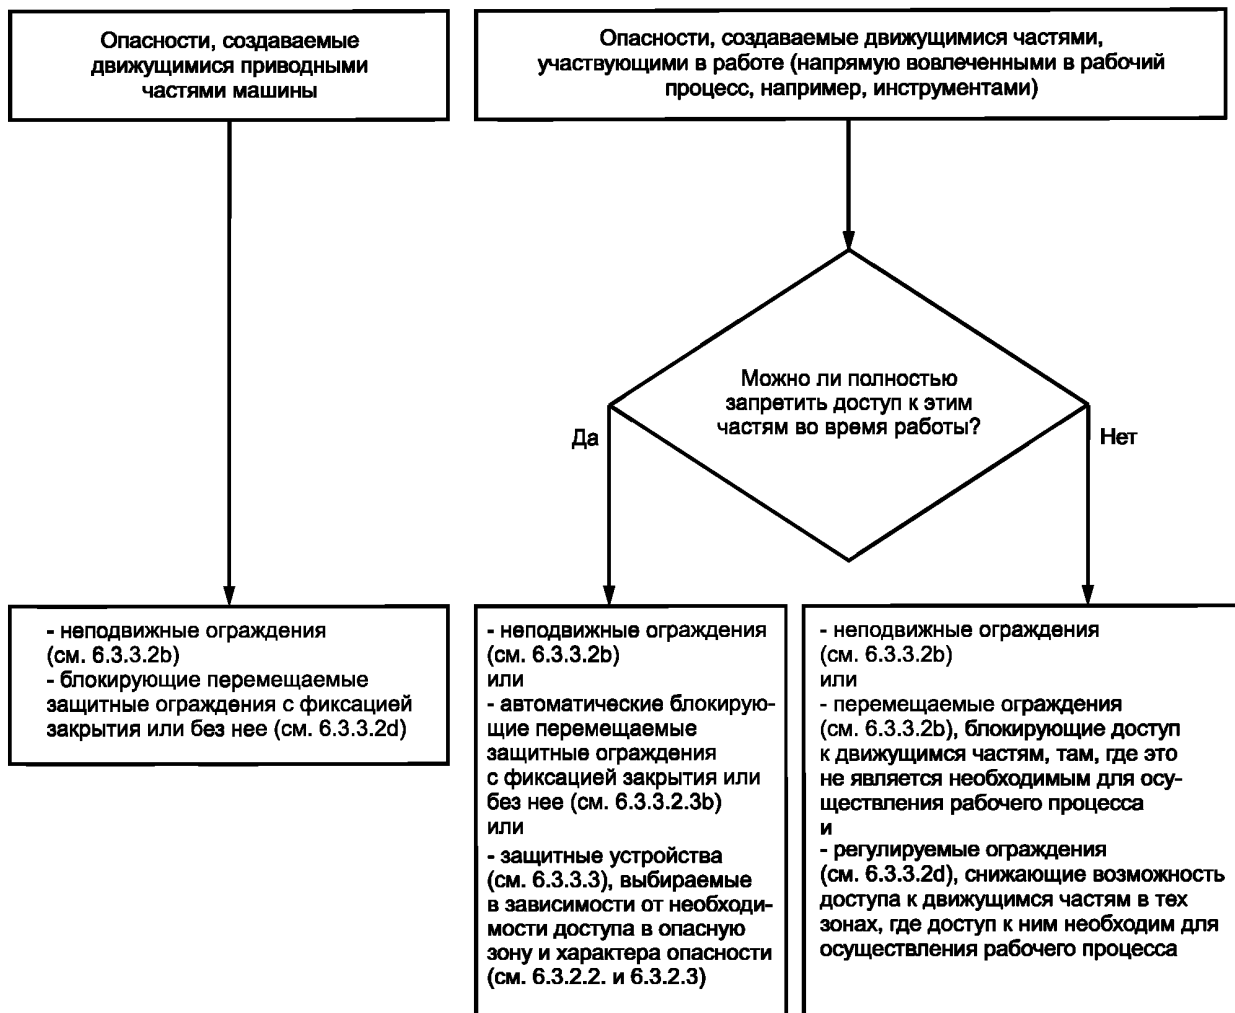 Опасности, создаваемые
движущимися приводными
частями машины
Опасности, создаваемые движущимися частями,
участвующими в работе (напрямую вовлеченными в рабочий
процесс, например, инструментами)
Можно ли полностью
запретить доступ к этим
частям во время работы?
Да
Нет
- неподвижные ограждения
(см. 6.3.3.2b)
- блокирующие перемещаемые
защитные ограждения с фиксацией
закрытия или без нее (см. 6.3.3.2d)
- неподвижные ограждения
(см. 6.3.3.2b)
или
- автоматические блокирую-
щие перемещаемые
защитные ограждения
с фиксацией закрытия или
без нее (см. 6.3.3.2.3b)
или
- защитные устройства
(см. 6.3.3.3), выбираемые
в зависимости от необходи-
мости доступа в опасную
зону и характера опасности
(см. 6.3.2.2. и 6.3.2.3)
- неподвижные ограждения
(см. 6.3.3.2b)
или
- перемещаемые ограждения
(см. 6.3.3.2b), блокирующие доступ
к движущимся частям, там, где это
не является необходимым для осу-
ществления рабочего процесса
и
- регулируемые ограждения
(см. 6.3.3.2d), снижающие возможность
доступа к движущимся частям в тех
зонах, где доступ к ним необходим для
осуществления рабочего процесса